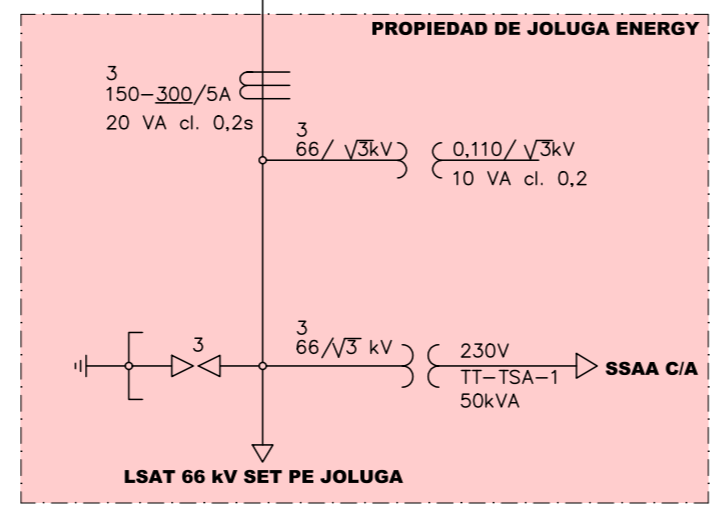 PROPIEDAD DE JOLUGA ENERGY
3
150-300/5A
20 VA cl. 0,2s
3
66/ √3kV
0,110/ √3kV
10 VA cl. 0,2
3
3
66/√3 kV
230V
TT-TSA-1
50kVA
SSAA C/A
LSAT 66 kV SET PE JOLUGA